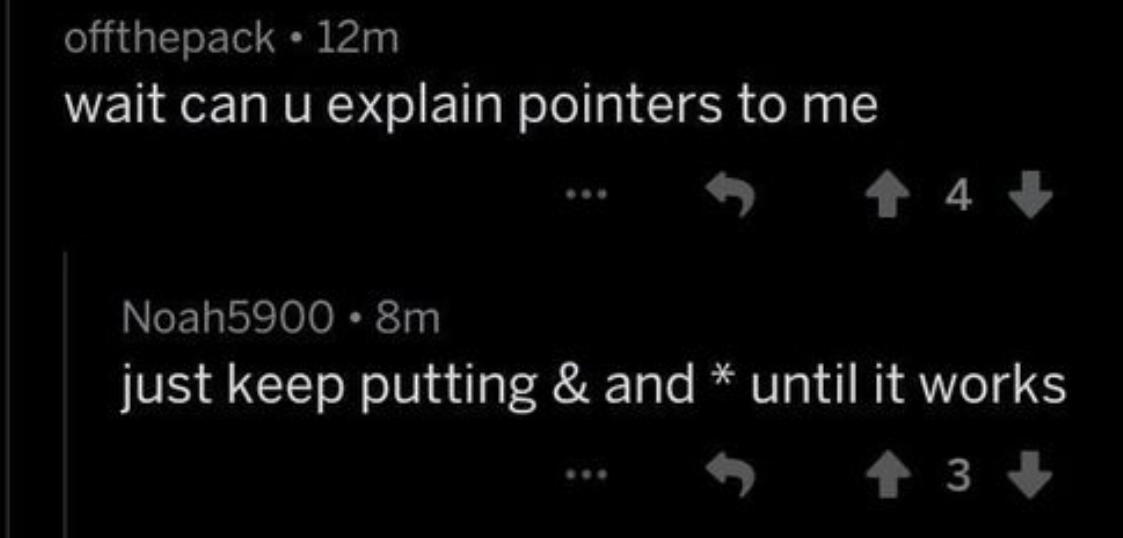 offthepack • 12m
wait can u explain pointers to me
... 4
Noah5900 • 8m
just keep putting & and * until it works
... 3